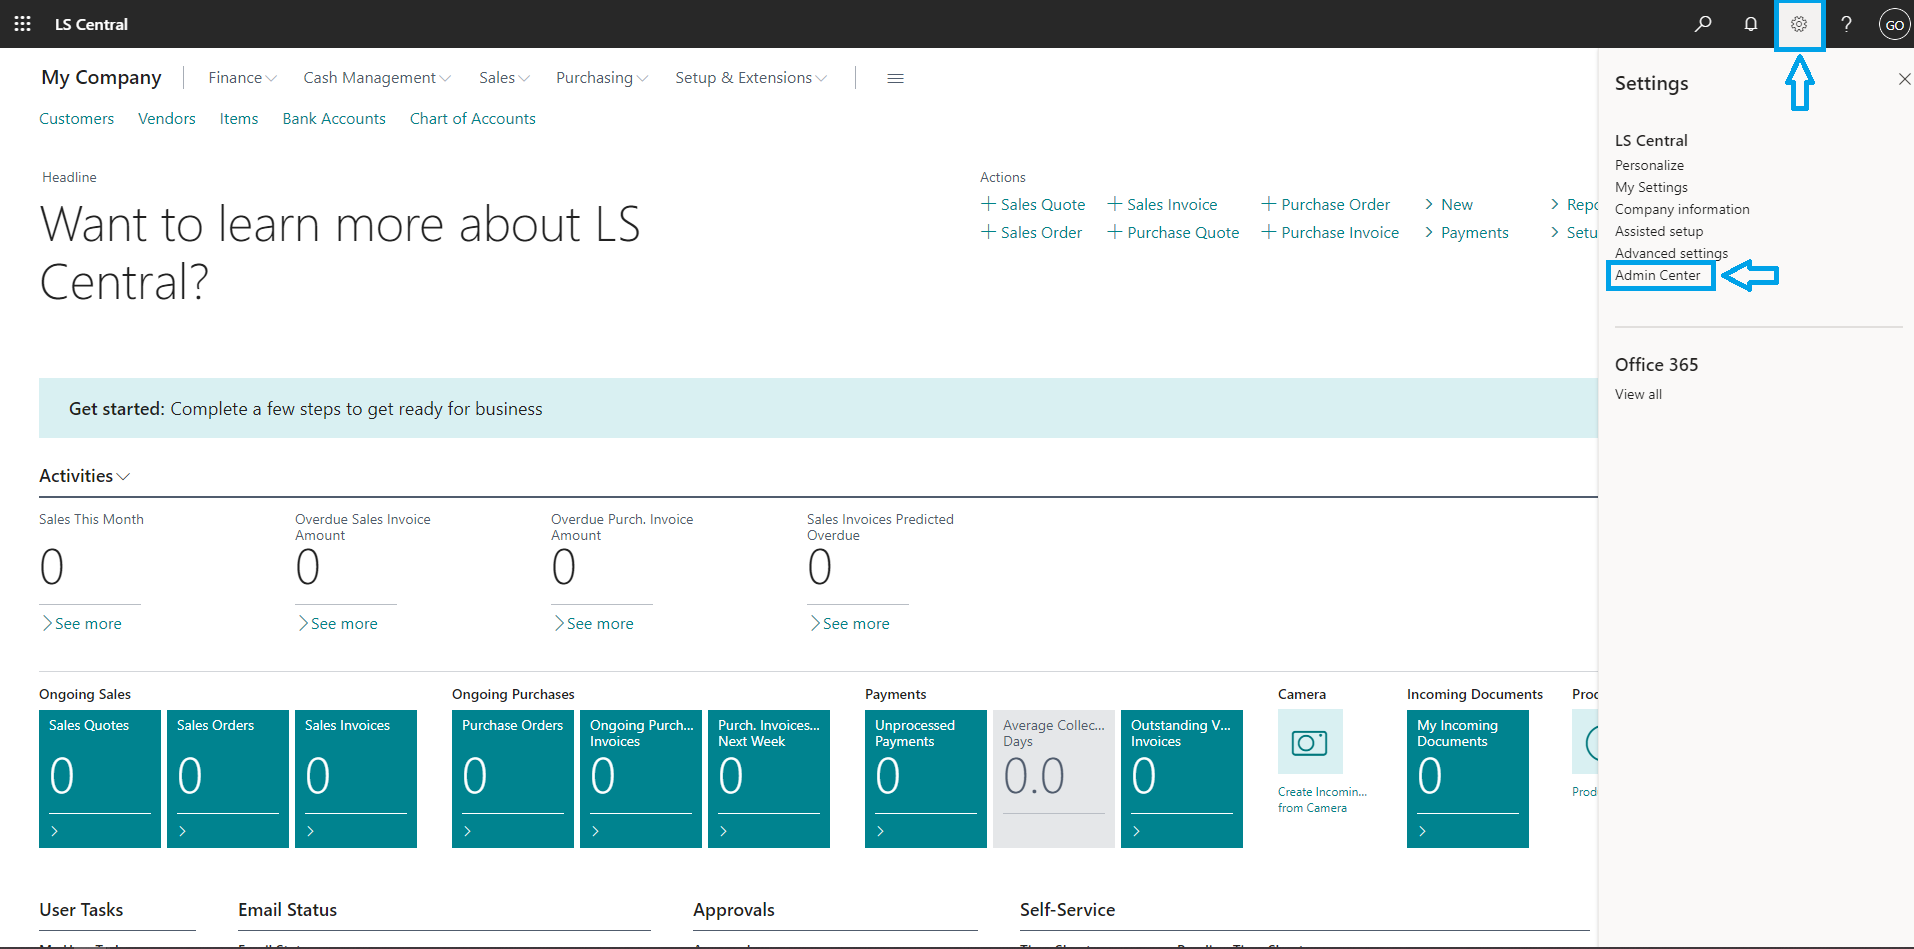 LS Central
?
GO
My Company
Finance
Cash Management
Sales
Purchasing
Setup & Extensions
Customers
Vendors
Items
Bank Accounts
Chart of Accounts
Headline
Want to learn more about LS
Central?
Actions
Sales Quote
Sales Invoice
Purchase Order
New
Repo
Sales Order
Purchase Quote
Purchase Invoice
Payments
Setu
Settings
LS Central
Personalize
My Settings
Company information
Assisted setup
Advanced settings
Admin Center
Office 365
View all
Get started: Complete a few steps to get ready for business
Activities
Sales This Month
0
See more
Overdue Sales Invoice
Amount
0
See more
Overdue Purch. Invoice
Amount
0
See more
Sales Invoices Predicted
Overdue
0
See more
Ongoing Sales
Sales Quotes
0
Sales Orders
0
Sales Invoices
0
Ongoing Purchases
Purchase Orders
0
Ongoing Purch...
Invoices
0
Purch. Invoices...
Next Week
0
Payments
Unprocessed
Payments
0
Average Collec...
Days
0.0
Outstanding V...
Invoices
0
Camera
Create Incomin...
from Camera
Incoming Documents
My Incoming
Documents
0
Proc
Prod
User Tasks
Email Status
Approvals
Self-Service